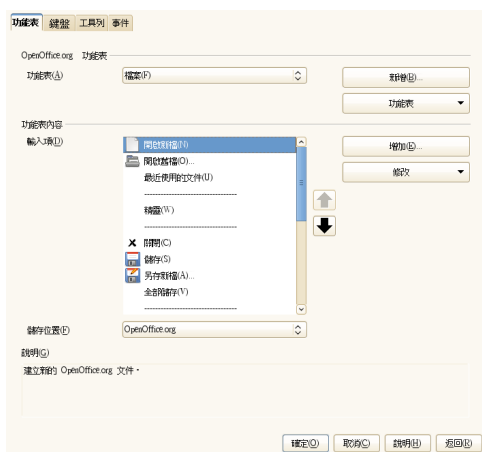 功能表 鍵盤 工具列 事件
OpenOffice.org 功能表
功能表(A) 檔案(F) 新增(B)...
功能表
功能表內容
輸入項(D) 開啟新檔(N) 增加(E)...
開啟舊檔(O)... 修改
最近使用的文件(U)
----------------------------------
精靈(W)
----------------------------------
關閉(C)
儲存(S)
另存新檔(A)...
全部儲存(V)
----------------------------------
儲存位置(F) OpenOffice.org
說明(G)
建立新的 OpenOffice.org 文件。
確定(O) 取消(C) 說明(H) 返回(R)